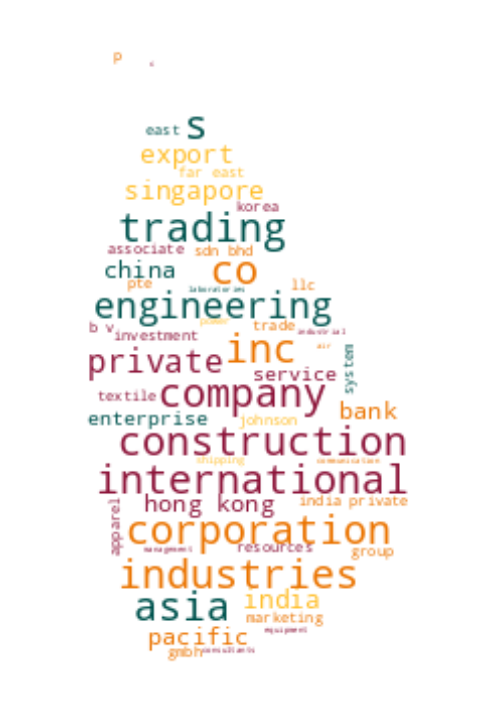 p c
east s
export
far east
singapore
korea
trading
associate sdn bhd
china co
pte laboratories llc
engineering
b v power trade industrial
investment inc air
private service system
textile company
enterprise johnson bank
construction
shipping communication
international
apparel hong kong india private
corporation
management resources group
industries
asia india
marketing
pacific equipment
gmbh consultants